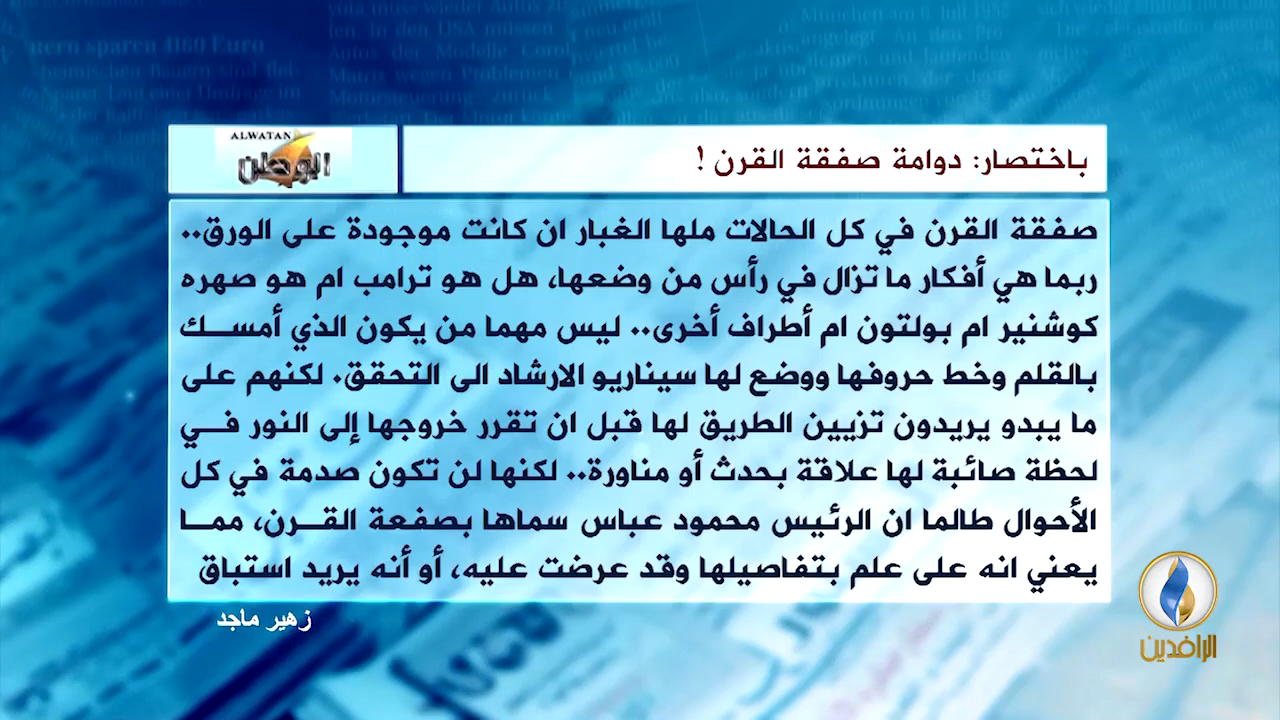 ALWATAN
الوطن
باختصار: دوامة صفقة القرن !
صفقة القرن في كل الحالات ملها الغبار ان كانت موجودة على الورق..
ربما هي أفكار ما تزال في رأس من وضعها، هل هو ترامب ام هو صهره
كوشنير ام بولتون ام أطراف أخرى.. ليس مهما من يكون الذي أمسك
بالقلم وخط حروفها ووضع لها سيناريو الارشاد الى التحقق. لكنهم على
ما يبدو يريدون تزيين الطريق لها قبل ان تقرر خروجها إلى النور في
لحظة صائبة لها علاقة بحدث أو مناورة.. لكنها لن تكون صدمة في كل
الأحوال طالما ان الرئيس محمود عباس سماها بصفعة القرن، مما
يعني انه على علم بتفاصيلها وقد عرضت عليه، أو أنه يريد استباق
زهير ماجد
الرافدين